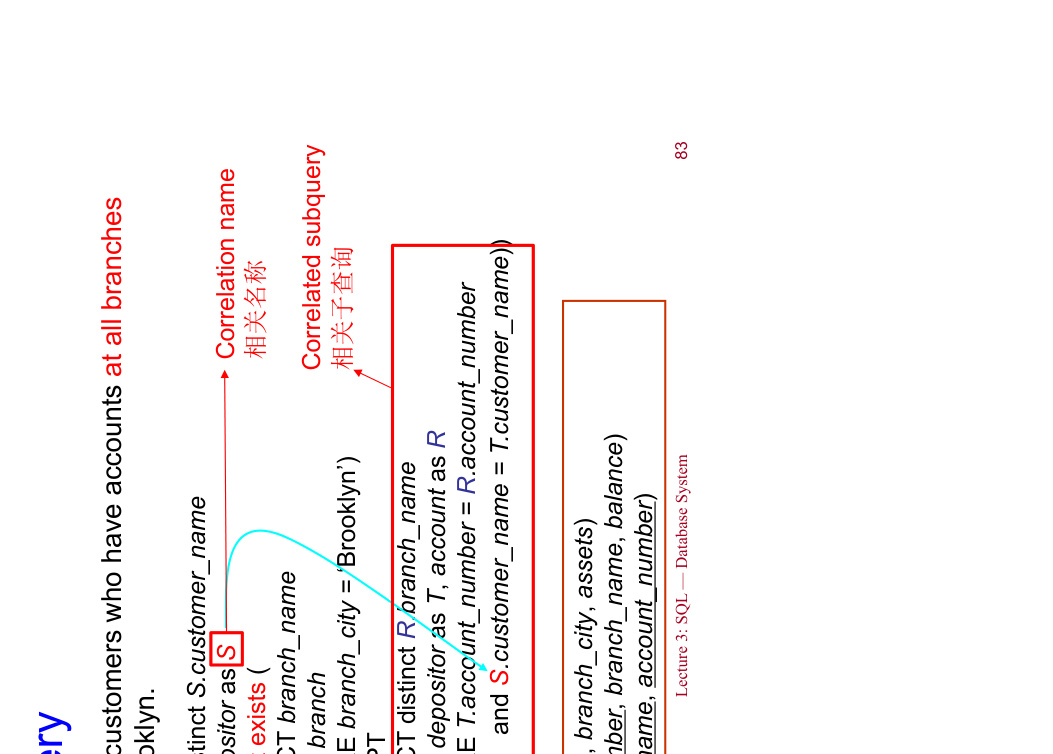 ery
customers who have accounts at all branches
oklyn.
tinct S.customer_name
ositor as S
Correlation name
相关名称
exists (
CT branch_name
branch
E branch_city = 'Brooklyn')
PT
Correlated subquery
相关子查询
CT distinct R.branch_name
depositor as T, account as R
E T.account_number = R.account_number
and S.customer_name = T.customer_name))
, branch_city, assets)
mber, branch_name, balance)
name, account_number)
Lecture 3: SQL — Database System
83